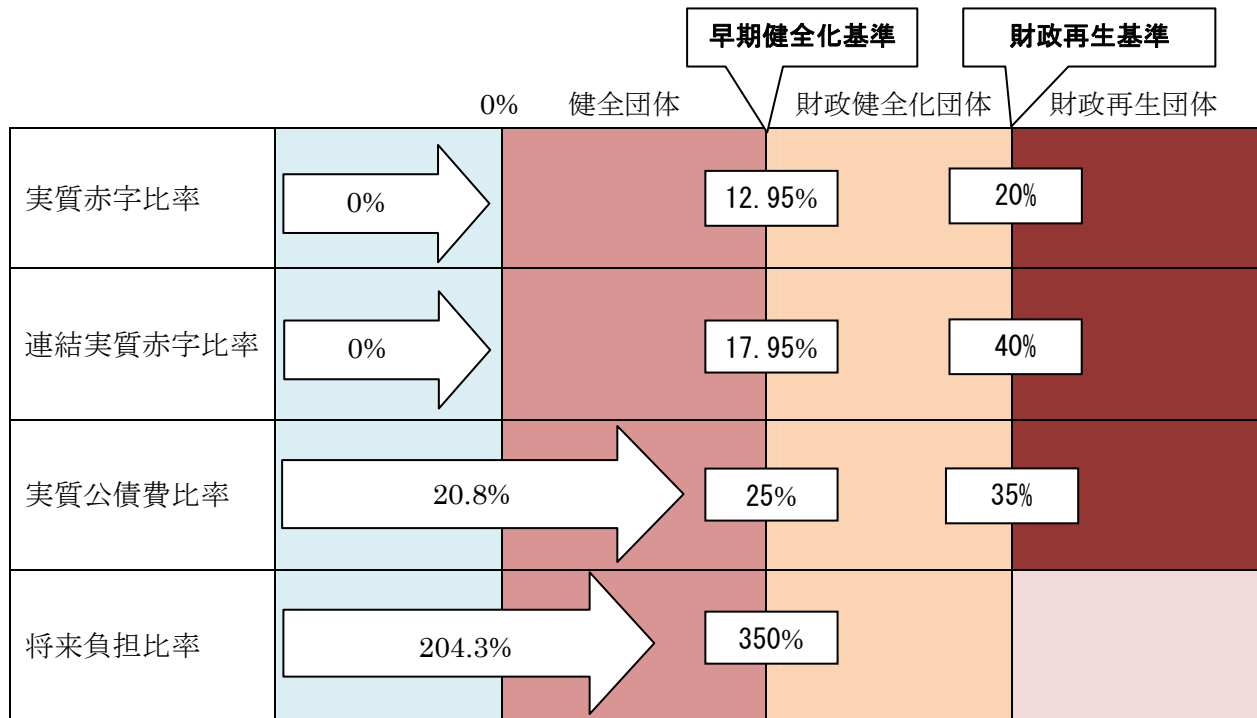 早期健全化基準
財政再生基準
0%
健全団体
財政健全化団体
財政再生団体
実質赤字比率
0%
12.95%
20%
連結実質赤字比率
0%
17.95%
40%
実質公債費比率
20.8%
25%
35%
将来負担比率
204.3%
350%